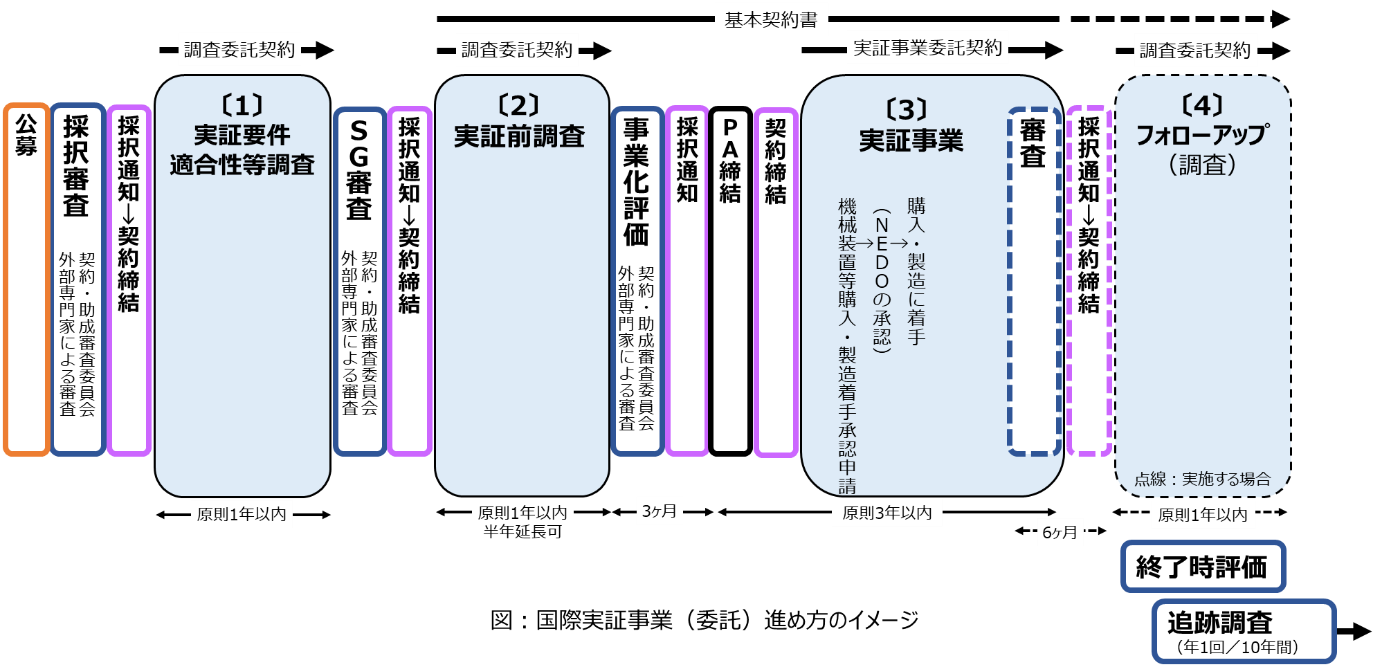 基本契約書
調査委託契約
調査委託契約
実証事業委託契約
調査委託契約
公募
採択審査
契約・助成審査委員会
外部専門家による審査
採択通知→契約締結
〔1〕
実証要件
適合性等調査
SG審査
契約・助成審査委員会
外部専門家による審査
採択通知→契約締結
〔2〕
実証前調査
事業化評価
契約・助成審査委員会
外部専門家による審査
採択通知
PA締結
契約締結
〔3〕
実証事業
機械装置等購入・製造着手承認申請
→(NEDOの承認)
→購入・製造に着手
審査
採択通知→契約締結
〔4〕
フォローアップ
(調査)
点線:実施する場合
原則1年以内
原則1年以内
半年延長可
3ヶ月
原則3年以内
6ヶ月
原則1年以内
終了時評価
追跡調査
(年1回/10年間)
図:国際実証事業(委託)進め方のイメージ